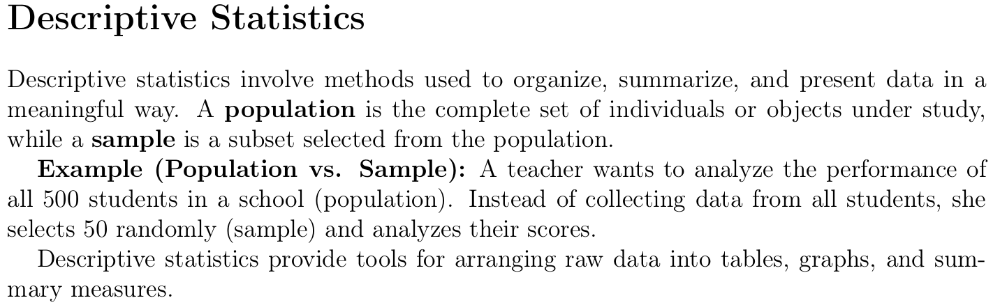 Descriptive Statistics
Descriptive statistics involve methods used to organize, summarize, and present data in a
meaningful way. A population is the complete set of individuals or objects under study,
while a sample is a subset selected from the population.
Example (Population vs. Sample): A teacher wants to analyze the performance of
all 500 students in a school (population). Instead of collecting data from all students, she
selects 50 randomly (sample) and analyzes their scores.
Descriptive statistics provide tools for arranging raw data into tables, graphs, and sum-
mary measures.